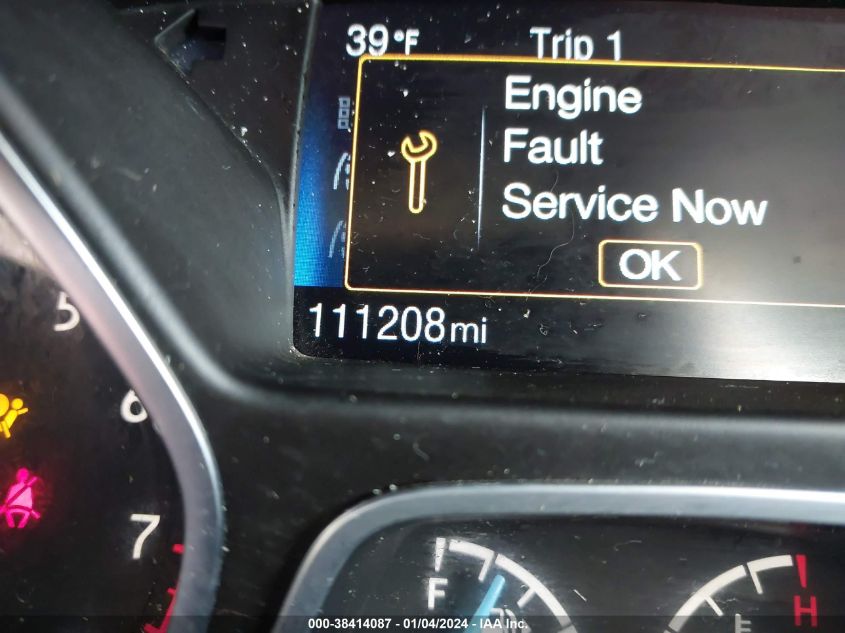 39°F Trip 1
Engine
Fault
Service Now
OK
111208mi
5
6
7
F
H
000-38414087 - 01/04/2024 - IAA Inc.